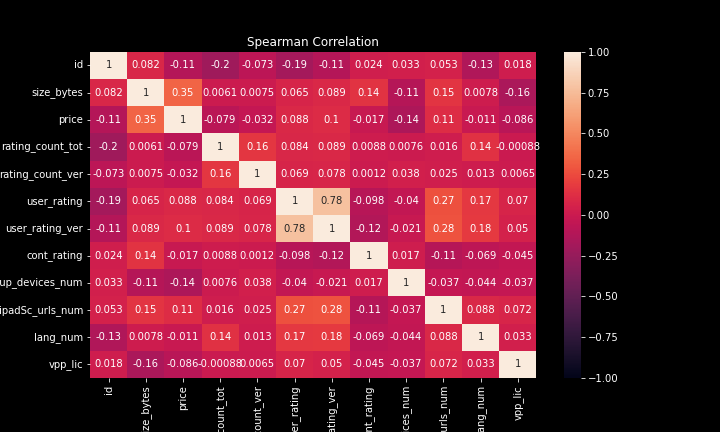 Spearman Correlation
id 1 0.082 -0.11 -0.2 -0.073 -0.19 -0.11 0.024 0.033 0.053 -0.13 0.018
size_bytes 0.082 1 0.35 0.0061 0.0075 0.065 0.089 0.14 -0.11 0.15 0.0078 -0.16
price -0.11 0.35 1 -0.079 -0.032 0.088 0.1 -0.017 -0.14 0.11 -0.011 -0.086
rating_count_tot -0.2 0.0061 -0.079 1 0.16 0.084 0.089 0.0088 0.0076 0.016 0.14 -0.00088
rating_count_ver -0.073 0.0075 -0.032 0.16 1 0.069 0.078 0.0012 0.038 0.025 0.013 0.0065
user_rating -0.19 0.065 0.088 0.084 0.069 1 0.78 -0.098 -0.04 0.27 0.17 0.07
user_rating_ver -0.11 0.089 0.1 0.089 0.078 0.78 1 -0.12 -0.021 0.28 0.18 0.05
cont_rating 0.024 0.14 -0.017 0.0088 0.0012 -0.098 -0.12 1 0.017 -0.11 -0.069 -0.045
up_devices_num 0.033 -0.11 -0.14 0.0076 0.038 -0.04 -0.021 0.017 1 -0.037 -0.044 -0.037
ipadSc_urls_num 0.053 0.15 0.11 0.016 0.025 0.27 0.28 -0.11 -0.037 1 0.088 0.072
lang_num -0.13 0.0078 -0.011 0.14 0.013 0.17 0.18 -0.069 -0.044 0.088 1 0.033
vpp_lic 0.018 -0.16 -0.086 -0.00088 0.0065 0.07 0.05 -0.045 -0.037 0.072 0.033 1
id size_bytes price count_tot count_ver er_rating ating_ver nt_rating ices_num urls_num ang_num vpp_lic
1.00
0.75
0.50
0.25
0.00
−0.25
−0.50
−0.75
−1.00